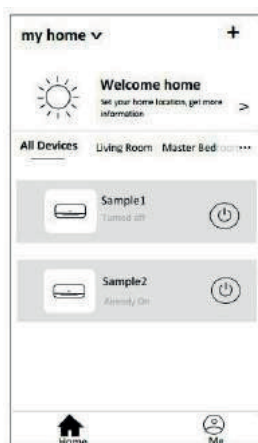 my home
Welcome home
Set your home location, get more
information
All Devices Living Room Master Bedroom ...
Sample1
Turned off
Sample2
Already On
Home Me